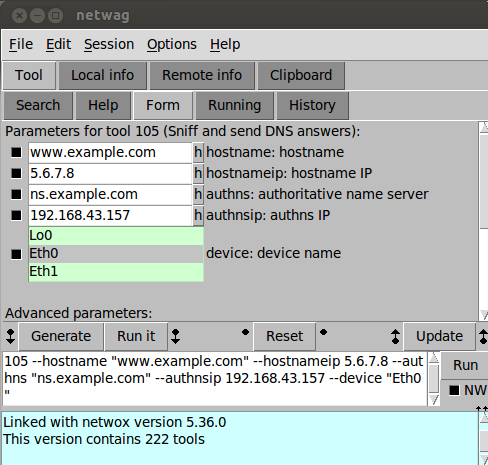 netwag
File Edit Session Options Help
Tool Local info Remote info Clipboard
Search Help Form Running History
Parameters for tool 105 (Sniff and send DNS answers):
www.example.com h hostname: hostname
5.6.7.8 h hostnameip: hostname IP
ns.example.com h authns: authoritative name server
192.168.43.157 h authnsip: authns IP
Lo0
Eth0 device: device name
Eth1
Advanced parameters:
Generate Run it Reset Update
105 --hostname "www.example.com" --hostnameip 5.6.7.8 --aut
hns "ns.example.com" --authnsip 192.168.43.157 --device "Eth0
"
Run
NW
Linked with netwox version 5.36.0
This version contains 222 tools